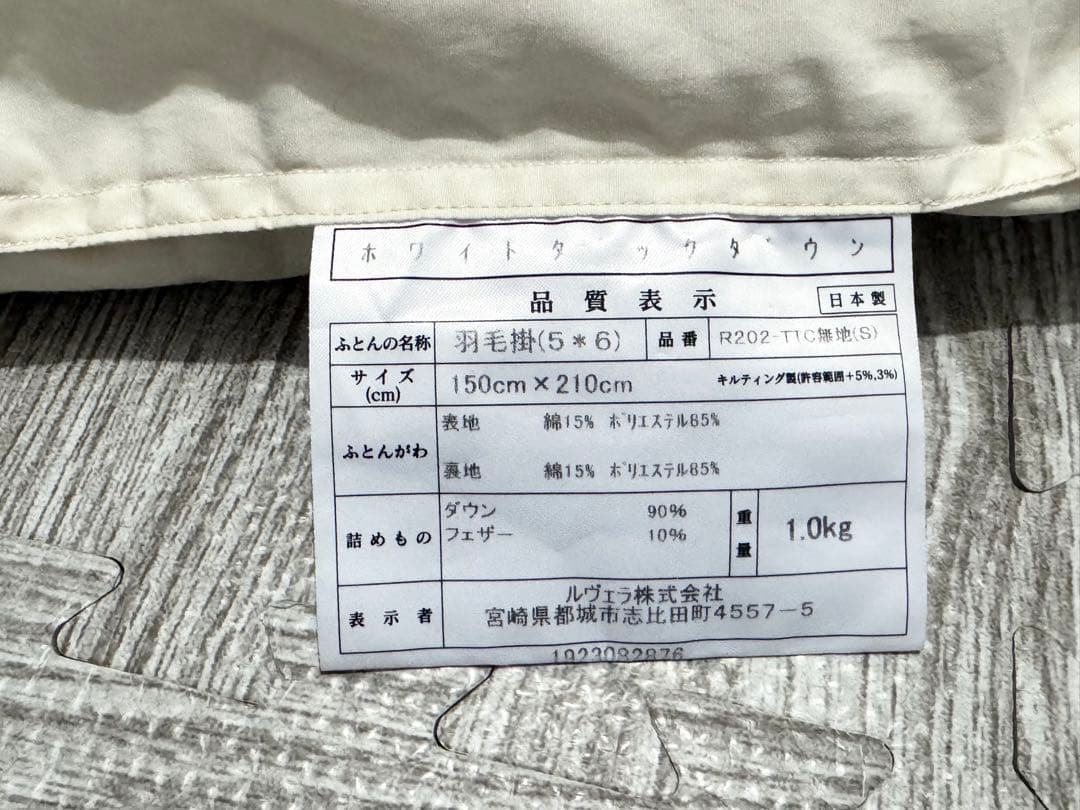 ホワイトダックダウン
品質表示 日本製
ふとんの名称 羽毛掛(5*6) 品番 R202-TTC無地(S)
サイズ(cm) 150cm×210cm キルティング製(許容範囲+5%,3%)
ふとんがわ
表地 綿15% ポリエステル85%
裏地 綿15% ポリエステル85%
詰めもの
ダウン 90%
フェザー 10%
重量 1.0kg
表示者
ルヴェラ株式会社
宮崎県都城市志比田町4557-5
1923082876